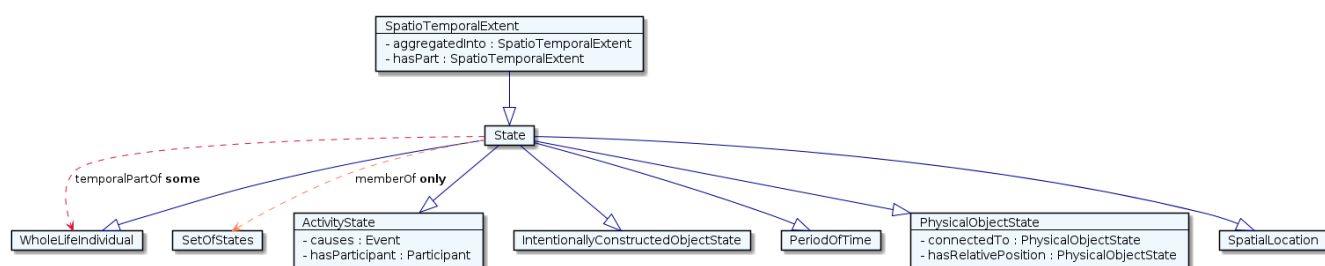 SpatioTemporalExtent
- aggregatedInto : SpatioTemporalExtent
- hasPart : SpatioTemporalExtent
State
temporalPartOf some
memberOf only
WholeLifeIndividual
SetOfStates
ActivityState
- causes : Event
- hasParticipant : Participant
IntentionallyConstructedObjectState
PeriodOfTime
PhysicalObjectState
- connectedTo : PhysicalObjectState
- hasRelativePosition : PhysicalObjectState
SpatialLocation